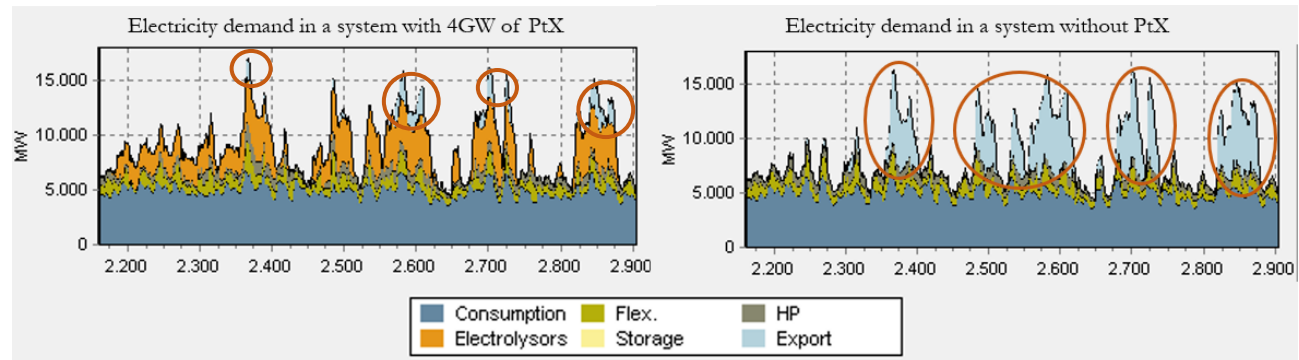 Electricity demand in a system with 4GW of PtX
15.000
10.000
5.000
0
MW
2.200 2.300 2.400 2.500 2.600 2.700 2.800 2.900
Electricity demand in a system without PtX
15.000
10.000
5.000
0
MW
2.200 2.300 2.400 2.500 2.600 2.700 2.800 2.900
Consumption Flex. HP
Electrolysors Storage Export